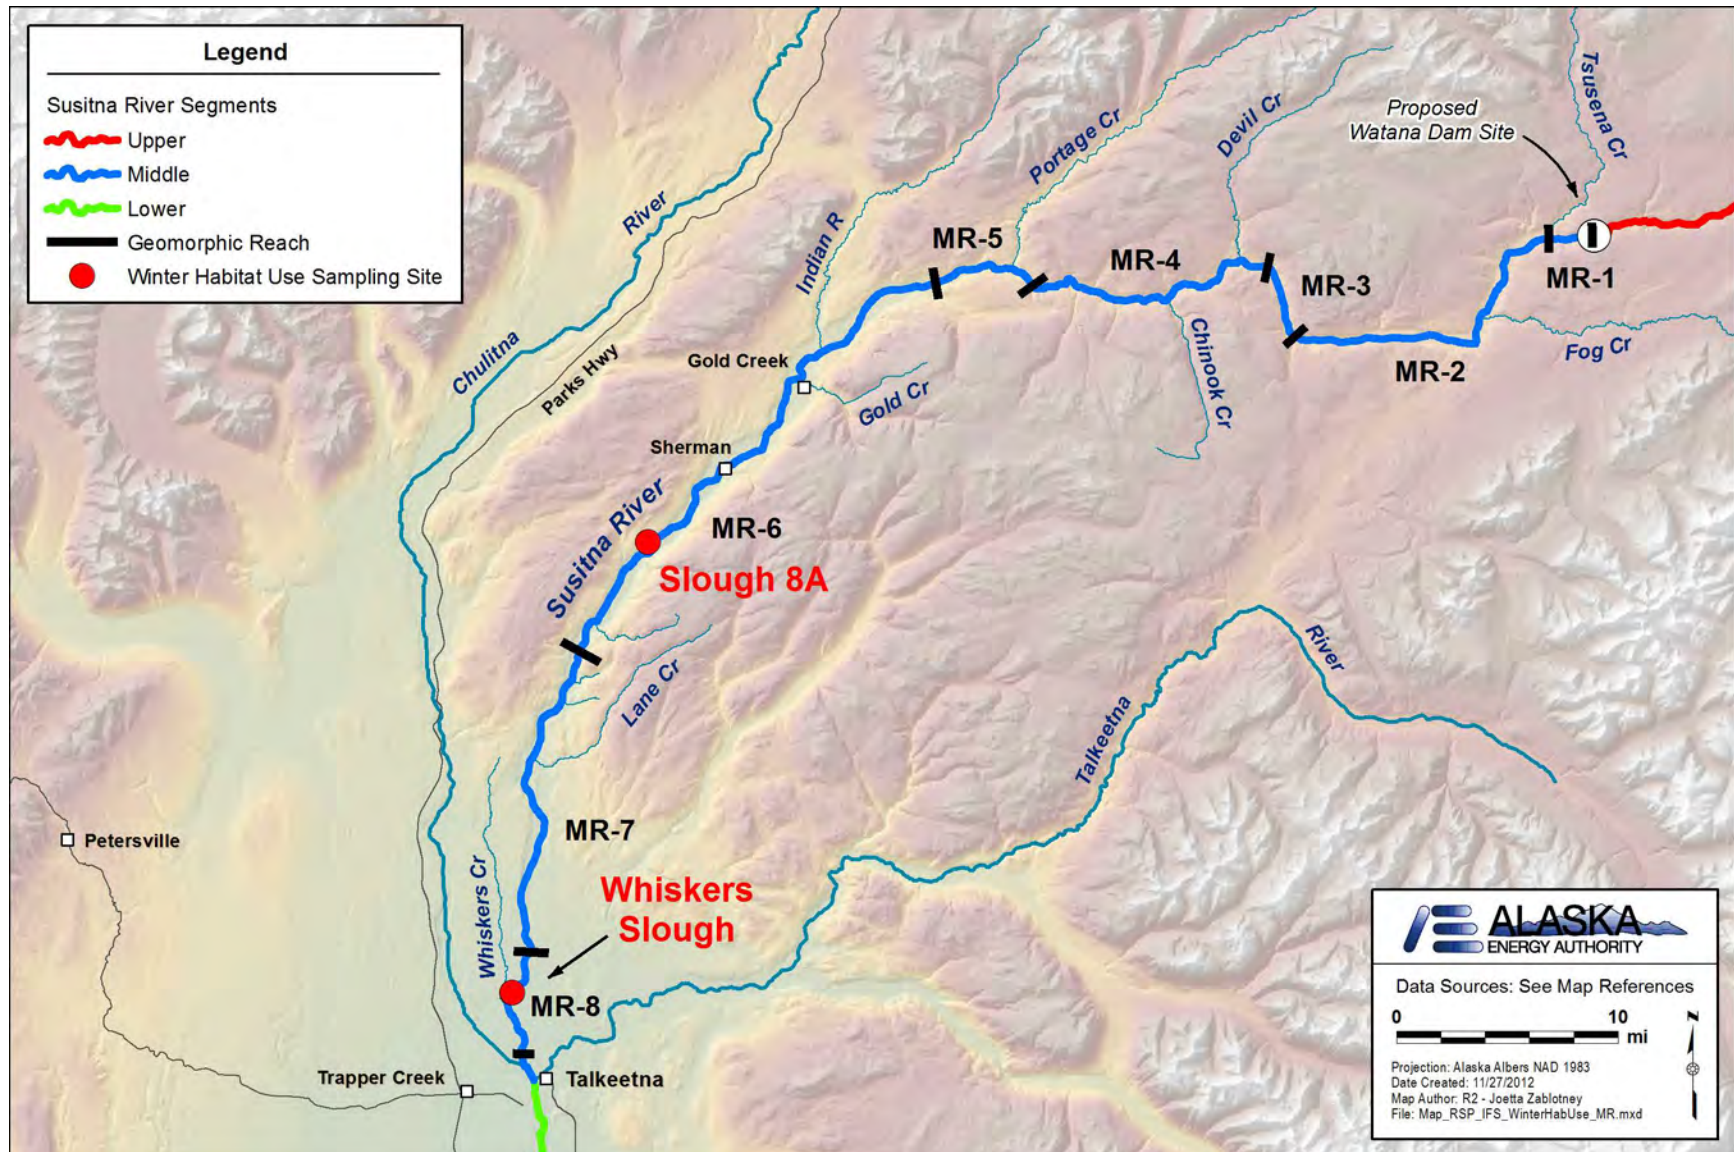 Legend
Susitna River Segments
Upper
Middle
Lower
Geomorphic Reach
Winter Habitat Use Sampling Site
Tsusena Cr
Proposed
Watana Dam Site
Devil Cr
Portage Cr
Indian R
River
Chulitna
Parks Hwy
MR-5
MR-4
MR-3
MR-1
MR-2
Fog Cr
Chinook Cr
Gold Creek
Gold Cr
Sherman
Susitna River
MR-6
Slough 8A
Lane Cr
River
Talkeetna
MR-7
Petersville
Whiskers Cr
Whiskers
Slough
MR-8
Trapper Creek
Talkeetna
ALASKA
ENERGY AUTHORITY
Data Sources: See Map References
0 10
mi
N
Projection: Alaska Albers NAD 1983
Date Created: 11/27/2012
Map Author: R2 - Joetta Zablotney
File: Map_RSP_IFS_WinterHabUse_MR.mxd